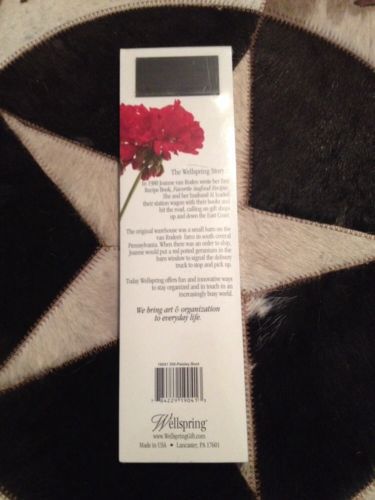 The Wellspring Story
In 1980 Joanne van Roden wrote her first
Recipe Book, Favorite Seafood Recipes.
She and her husband Al loaded
their station wagon with their books and
hit the road, calling on gift shops
up and down the East Coast.
The original warehouse was a small barn on the
van Roden's farm in south central
Pennsylvania. When there was an order to ship,
Joanne would put a red potted geranium in the
barn window to signal the delivery
truck to stop and pick up.
Today Wellspring offers fun and innovative ways
to stay organized and in touch in an
increasingly busy world.
We bring art & organization
to everyday life.
Wellspring
www.WellspringGift.com
Made in USA • Lancaster, PA 17601